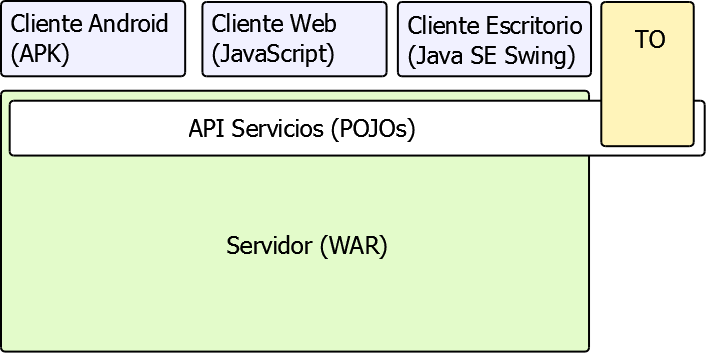 Cliente Android
(APK)
Cliente Web
(JavaScript)
Cliente Escritorio
(Java SE Swing)
TO
API Servicios (POJOs)
Servidor (WAR)